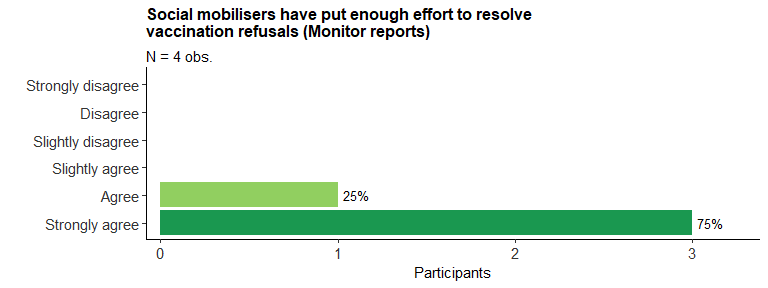 Social mobilisers have put enough effort to resolve
vaccination refusals (Monitor reports)
N = 4 obs.
Strongly disagree
Disagree
Slightly disagree
Slightly agree
Agree
25%
Strongly agree
75%
0 1 2 3
Participants